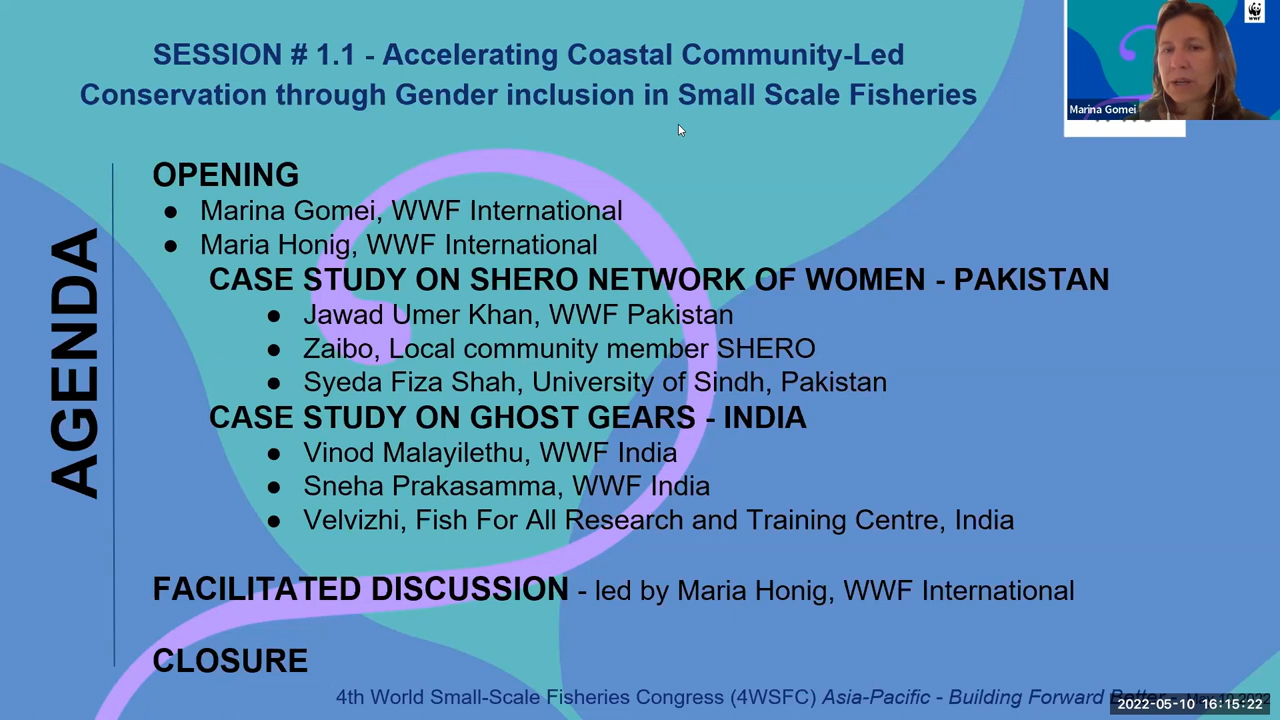 SESSION # 1.1 - Accelerating Coastal Community-Led
Conservation through Gender inclusion in Small Scale Fisheries
WWF
Marina Gomei
AGENDA
OPENING
● Marina Gomei, WWF International
● Maria Honig, WWF International
CASE STUDY ON SHERO NETWORK OF WOMEN - PAKISTAN
● Jawad Umer Khan, WWF Pakistan
● Zaibo, Local community member SHERO
● Syeda Fiza Shah, University of Sindh, Pakistan
CASE STUDY ON GHOST GEARS - INDIA
● Vinod Malayilethu, WWF India
● Sneha Prakasamma, WWF India
● Velvizhi, Fish For All Research and Training Centre, India
FACILITATED DISCUSSION - led by Maria Honig, WWF International
CLOSURE
4th World Small-Scale Fisheries Congress (4WSFC) Asia-Pacific - Building Forward Better
2022-05-10 16:15:22